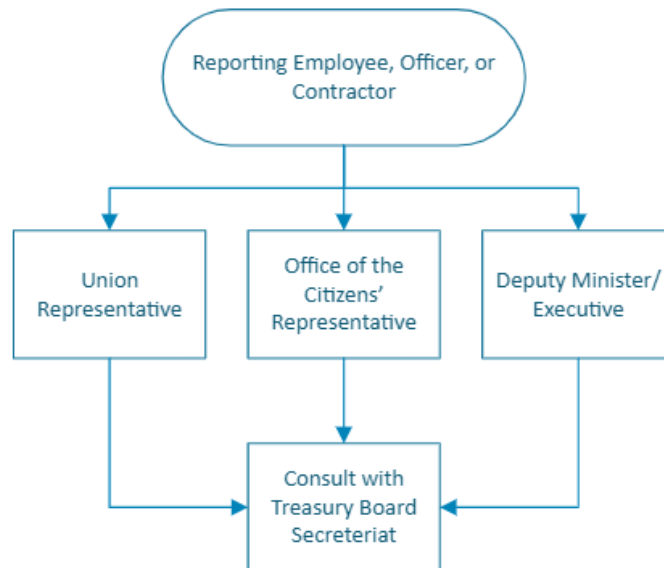 Reporting Employee, Officer, or
Contractor
Union
Representative
Office of the
Citizens’
Representative
Deputy Minister/
Executive
Consult with
Treasury Board
Secreteriat